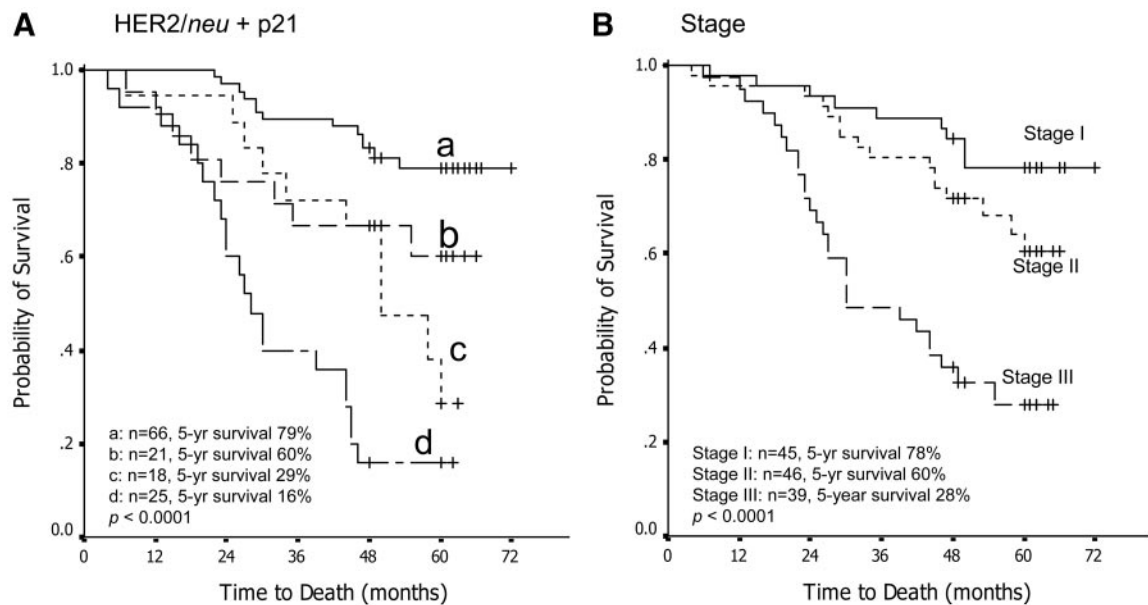 A HER2/neu + p21
Probability of Survival
1.0
.8
.6
.4
.2
0.0
a
b
c
d
a: n=66, 5-yr survival 79%
b: n=21, 5-yr survival 60%
c: n=18, 5-yr survival 29%
d: n=25, 5-yr survival 16%
p < 0.0001
0 12 24 36 48 60 72
Time to Death (months)
B Stage
Probability of Survival
1.0
.8
.6
.4
.2
0.0
Stage I
Stage II
Stage III
Stage I: n=45, 5-yr survival 78%
Stage II: n=46, 5-yr survival 60%
Stage III: n=39, 5-year survival 28%
p < 0.0001
0 12 24 36 48 60 72
Time to Death (months)